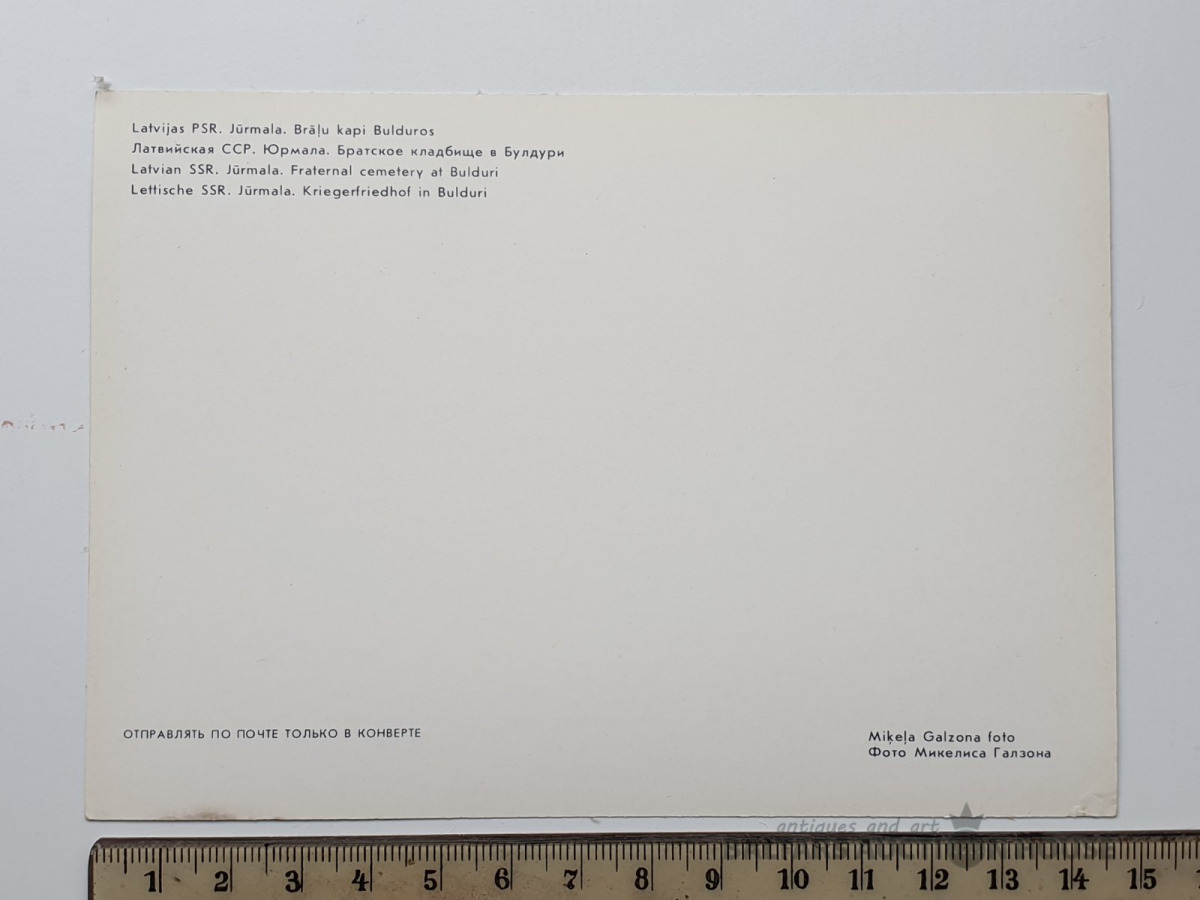 Latvijas PSR. Jūrmala. Brāļu kapi Bulduros
Латвийская ССР. Юрмала. Братское кладбище в Булдури
Latvian SSR. Jūrmala. Fraternal cemetery at Bulduri
Lettische SSR. Jūrmala. Kriegerfriedhof in Bulduri
ОТПРАВЛЯТЬ ПО ПОЧТЕ ТОЛЬКО В КОНВЕРТЕ
Miķeļa Galzona foto
Фото Микелиса Галзона
antiques and art
1 2 3 4 5 6 7 8 9 10 11 12 13 14 15